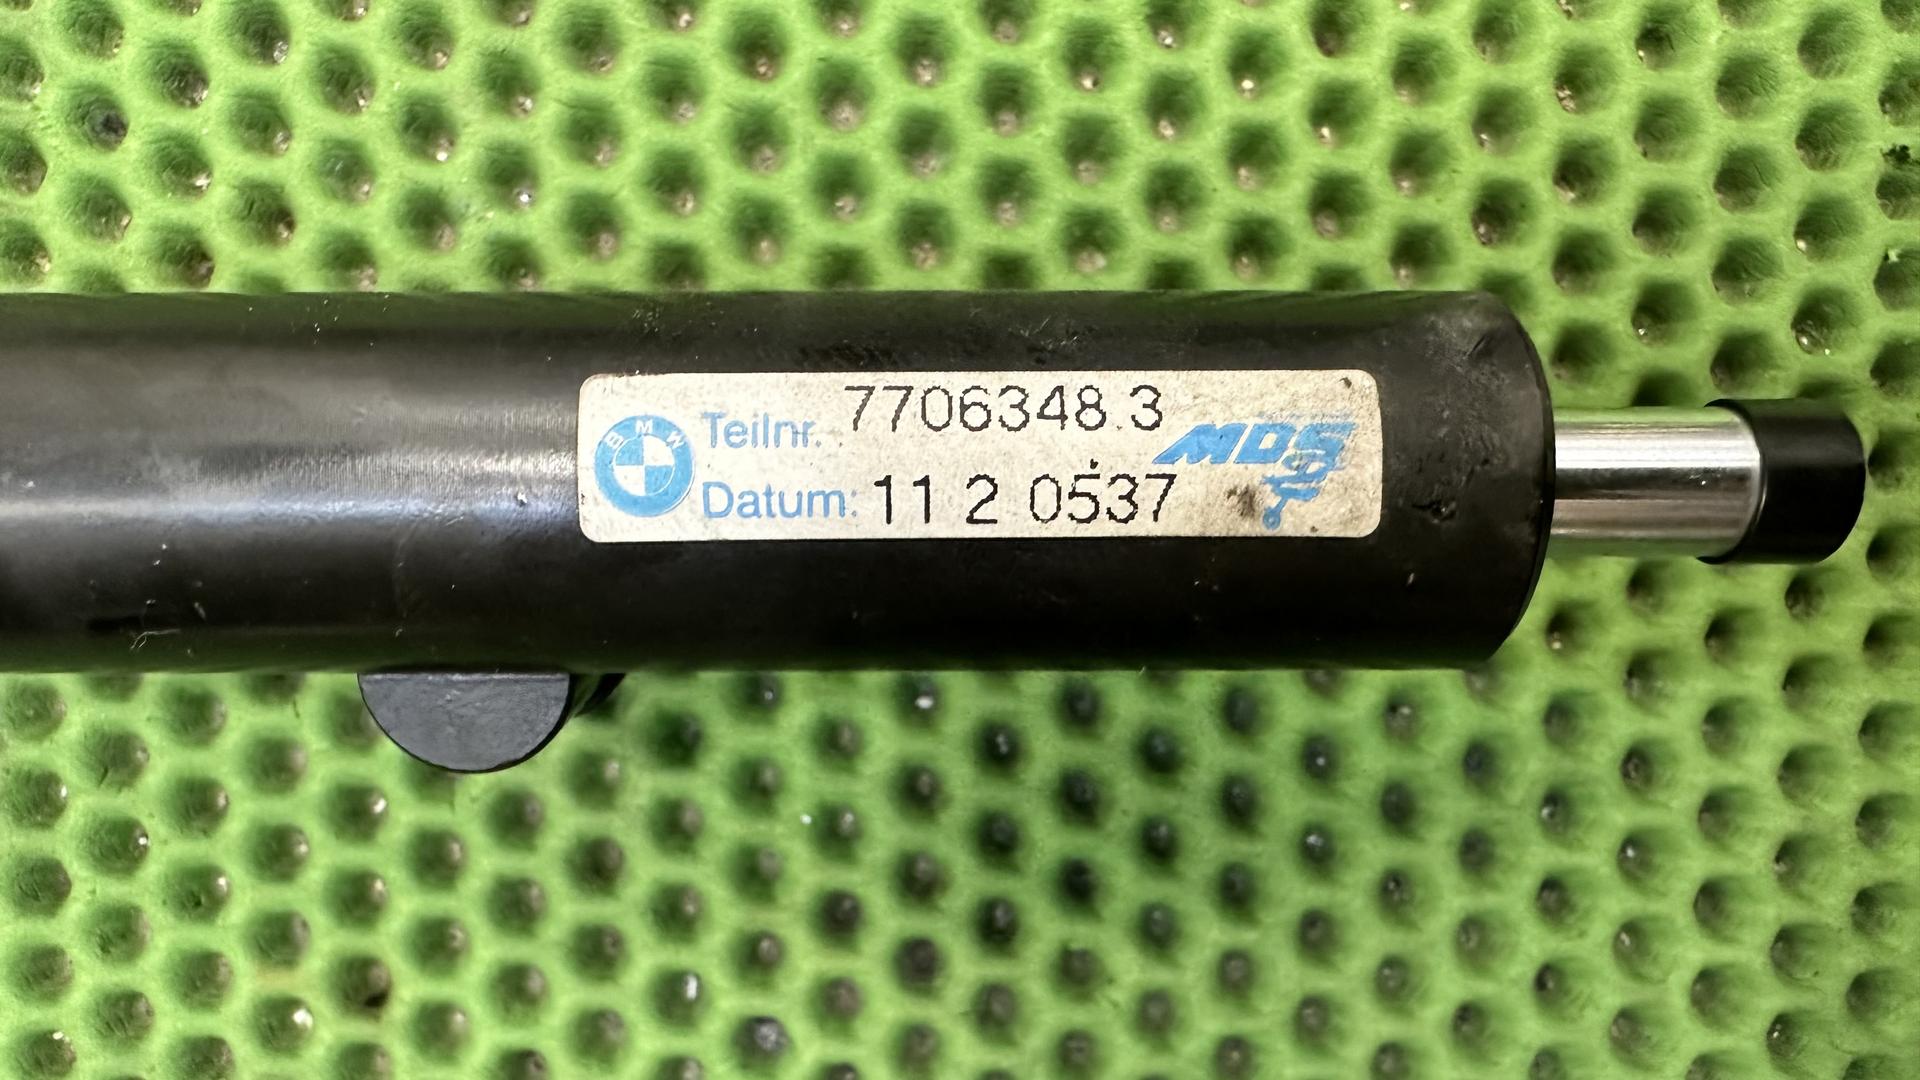 BMW
Teilnr. 7706348.3
MDS
Datum: 11 2 0537